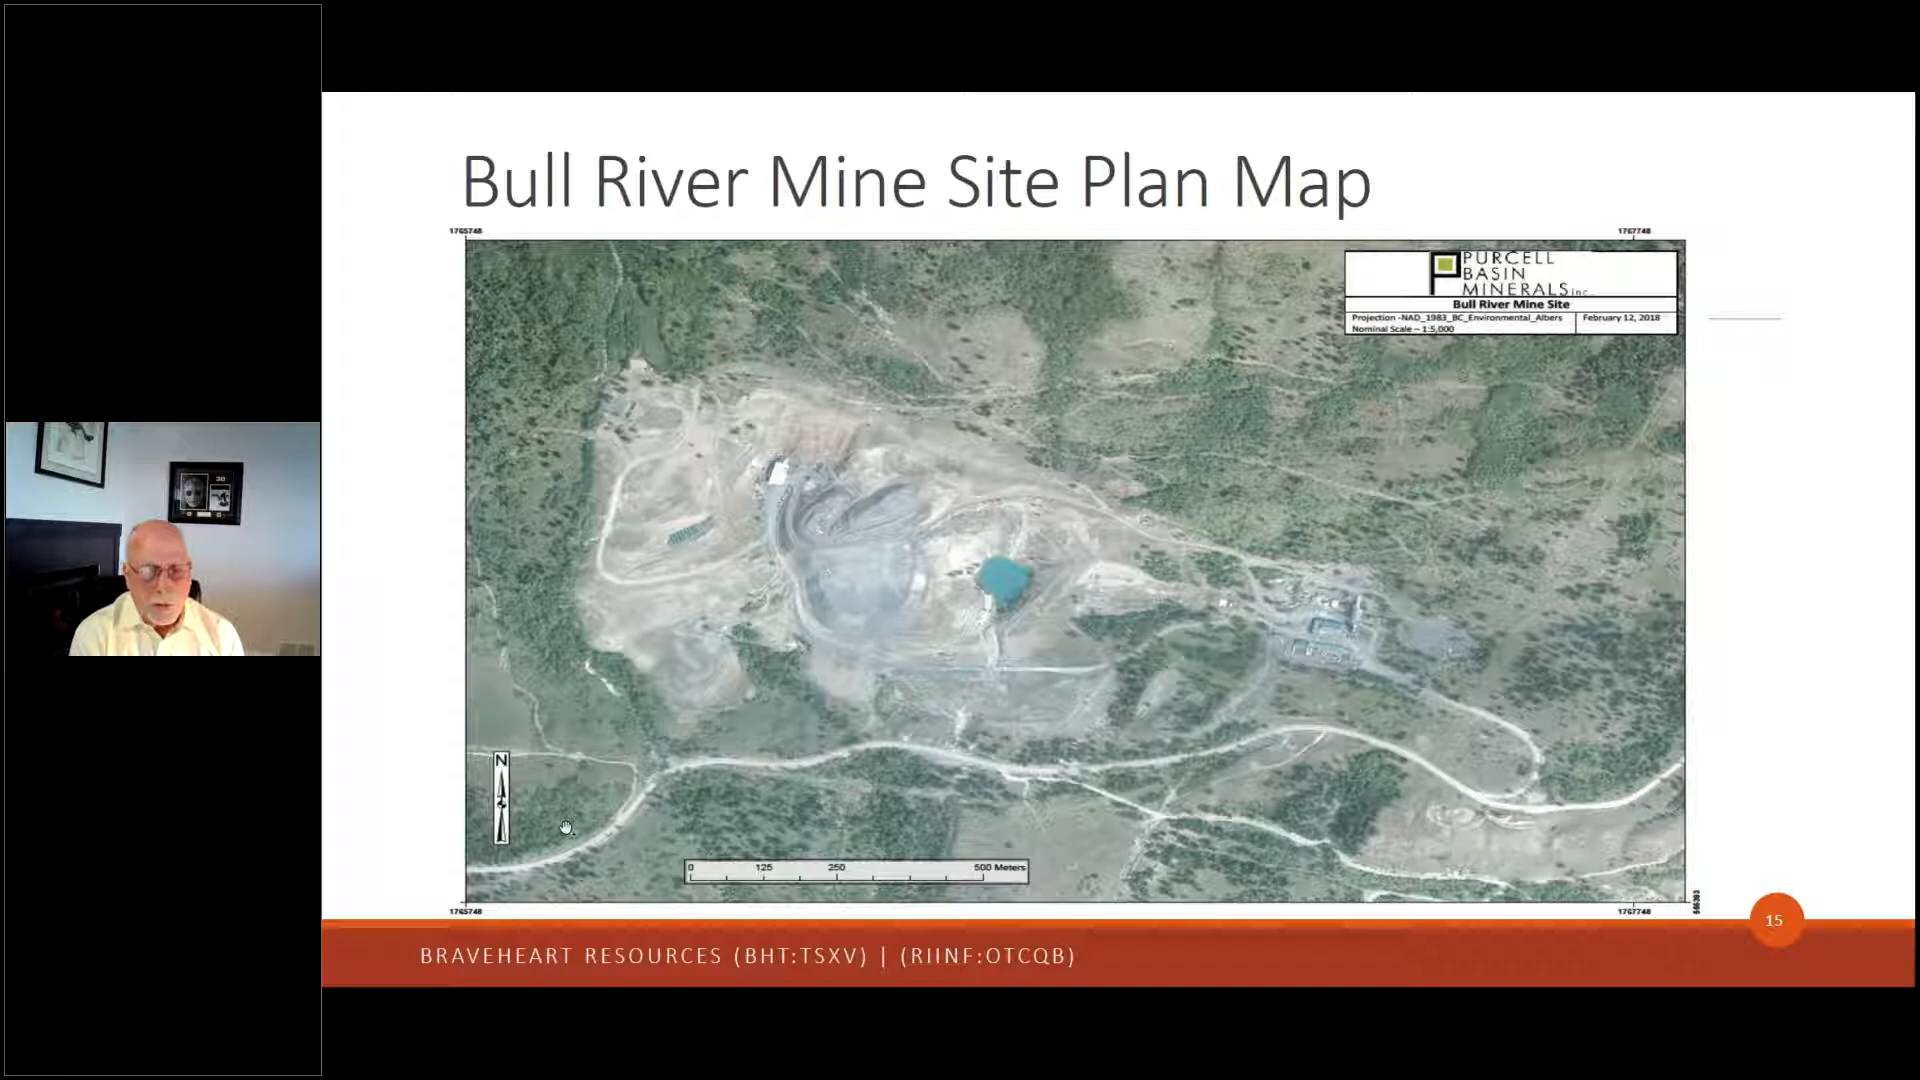 Bull River Mine Site Plan Map
1765748
1767748
PURCELL
BASIN
MINERALS inc.
Bull River Mine Site
Projection -NAD_1983_BC_Environmental_Albers
February 12, 2018
Nominal Scale ~ 1:5,000
30
N
0 125 250 500 Meters
1765748
1767748
15
BRAVEHEART RESOURCES (BHT:TSXV) | (RIINF:OTCQB)